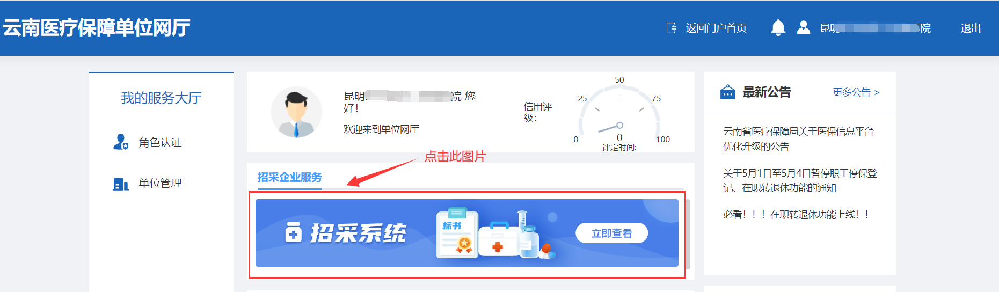 云南医疗保障单位网厅
返回门户首页
昆明
医院
退出
我的服务大厅
角色认证
单位管理
昆明
院 您
好！
欢迎来到单位网厅
信用评
级：
0
25
50
75
100
0
评定时间:
点击此图片
招采企业服务
招采系统
标书
立即查看
最新公告
更多公告 >
云南省医疗保障局关于医保信息平台
优化升级的公告
关于5月1日至5月4日暂停职工停保登
记、在职转退休功能的通知
必看！！！在职转退休功能上线！！